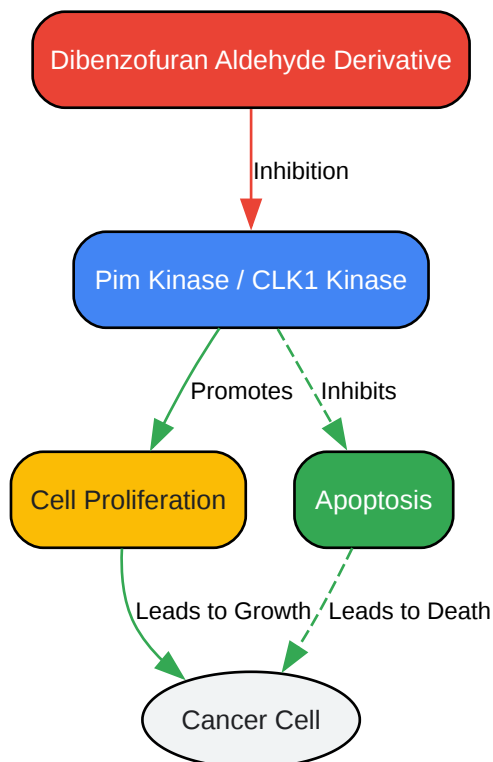 Dibenzofuran Aldehyde Derivative
Inhibition
Pim Kinase / CLK1 Kinase
Promotes
Inhibits
Cell Proliferation
Apoptosis
Leads to Growth
Leads to Death
Cancer Cell